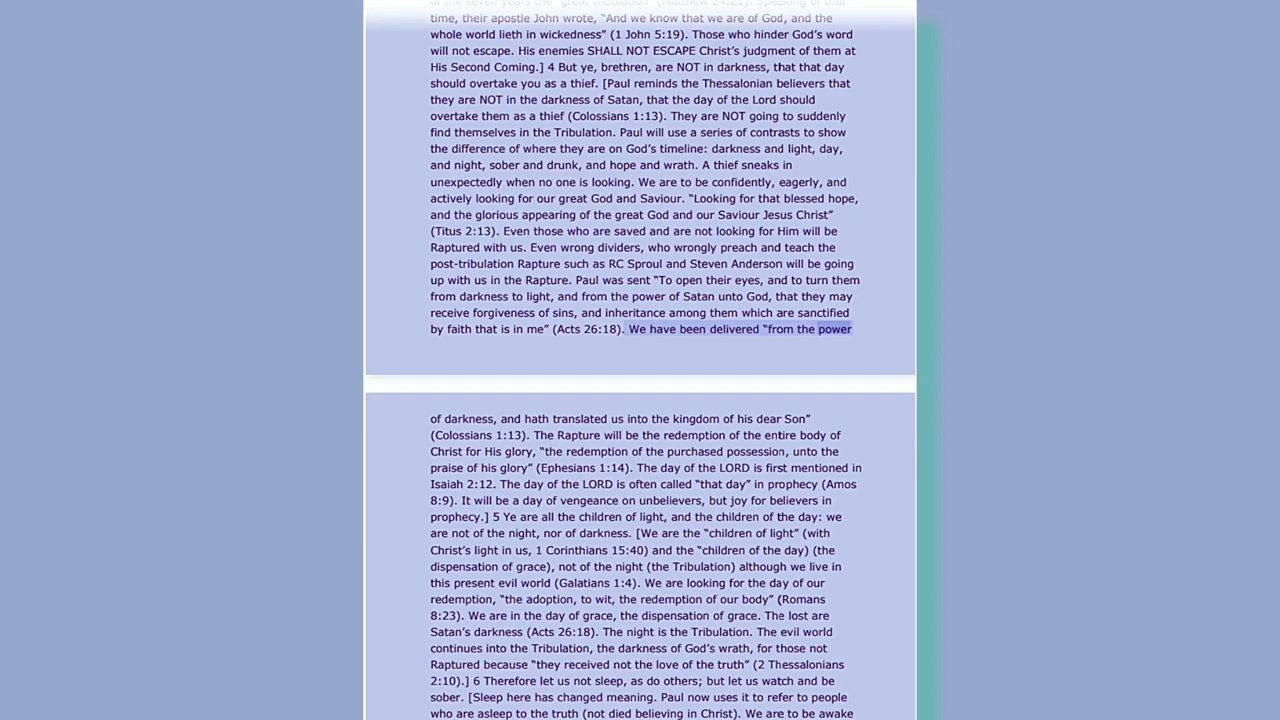 of the seven years the "great tribulation" (Matthew 24:21). Speaking of that
time, their apostle John wrote, “And we know that we are of God, and the
whole world lieth in wickedness” (1 John 5:19). Those who hinder God’s word
will not escape. His enemies SHALL NOT ESCAPE Christ’s judgment of them at
His Second Coming.] 4 But ye, brethren, are NOT in darkness, that that day
should overtake you as a thief. [Paul reminds the Thessalonian believers that
they are NOT in the darkness of Satan, that the day of the Lord should
overtake them as a thief (Colossians 1:13). They are NOT going to suddenly
find themselves in the Tribulation. Paul will use a series of contrasts to show
the difference of where they are on God’s timeline: darkness and light, day,
and night, sober and drunk, and hope and wrath. A thief sneaks in
unexpectedly when no one is looking. We are to be confidently, eagerly, and
actively looking for our great God and Saviour. “Looking for that blessed hope,
and the glorious appearing of the great God and our Saviour Jesus Christ”
(Titus 2:13). Even those who are saved and are not looking for Him will be
Raptured with us. Even wrong dividers, who wrongly preach and teach the
post-tribulation Rapture such as RC Sproul and Steven Anderson will be going
up with us in the Rapture. Paul was sent “To open their eyes, and to turn them
from darkness to light, and from the power of Satan unto God, that they may
receive forgiveness of sins, and inheritance among them which are sanctified
by faith that is in me” (Acts 26:18). We have been delivered “from the power
of darkness, and hath translated us into the kingdom of his dear Son”
(Colossians 1:13). The Rapture will be the redemption of the entire body of
Christ for His glory, “the redemption of the purchased possession, unto the
praise of his glory” (Ephesians 1:14). The day of the LORD is first mentioned in
Isaiah 2:12. The day of the LORD is often called “that day” in prophecy (Amos
8:9). It will be a day of vengeance on unbelievers, but joy for believers in
prophecy.] 5 Ye are all the children of light, and the children of the day: we
are not of the night, nor of darkness. [We are the “children of light” (with
Christ’s light in us, 1 Corinthians 15:40) and the “children of the day) (the
dispensation of grace), not of the night (the Tribulation) although we live in
this present evil world (Galatians 1:4). We are looking for the day of our
redemption, “the adoption, to wit, the redemption of our body” (Romans
8:23). We are in the day of grace, the dispensation of grace. The lost are
Satan’s darkness (Acts 26:18). The night is the Tribulation. The evil world
continues into the Tribulation, the darkness of God’s wrath, for those not
Raptured because “they received not the love of the truth” (2 Thessalonians
2:10).] 6 Therefore let us not sleep, as do others; but let us watch and be
sober. [Sleep here has changed meaning. Paul now uses it to refer to people
who are asleep to the truth (not died believing in Christ). We are to be awake